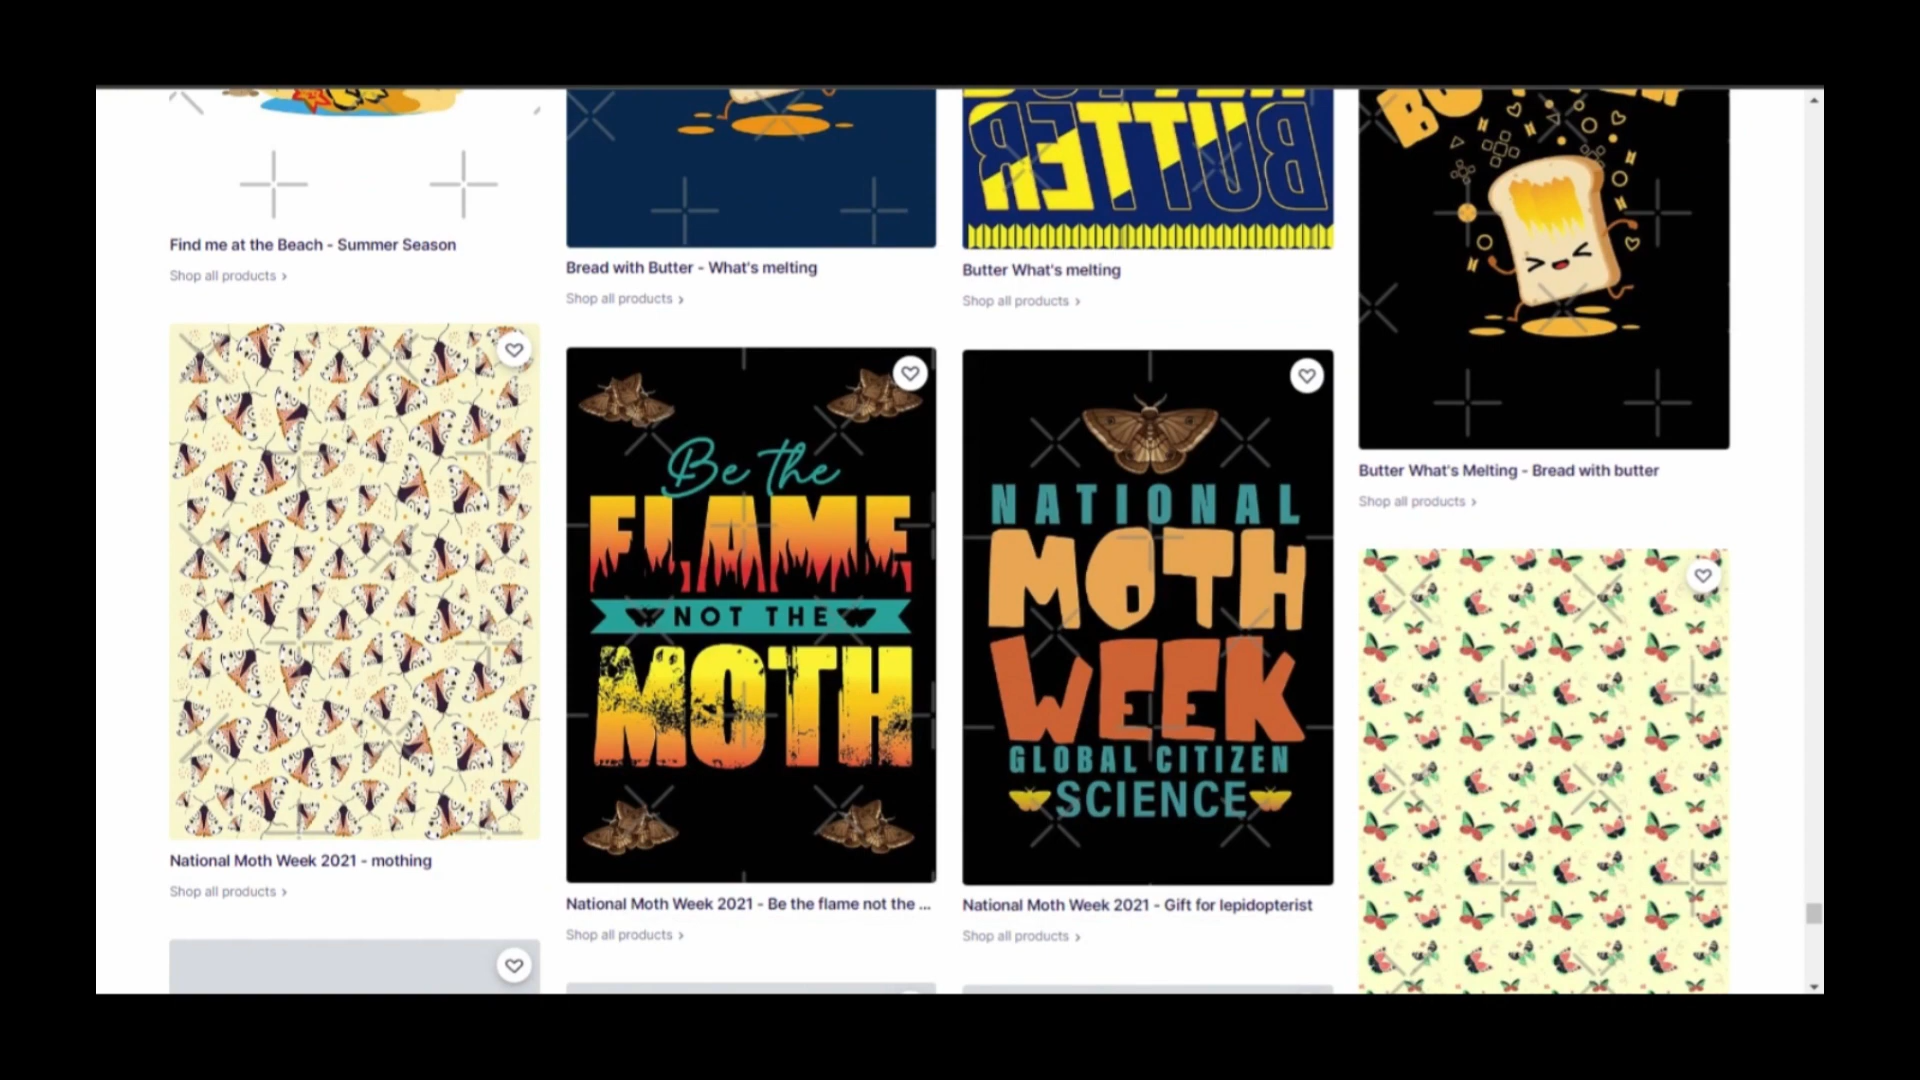 Find me at the Beach - Summer Season
Shop all products ›
Bread with Butter - What's melting
Shop all products ›
BUTTER
Butter What's melting
Shop all products ›
Butter What's Melting - Bread with butter
Shop all products ›
National Moth Week 2021 - mothing
Shop all products ›
Be the
FLAME
NOT THE
MOTH
National Moth Week 2021 - Be the flame not the ...
Shop all products ›
NATIONAL
MOTH
WEEK
GLOBAL CITIZEN
SCIENCE
National Moth Week 2021 - Gift for lepidopterist
Shop all products ›